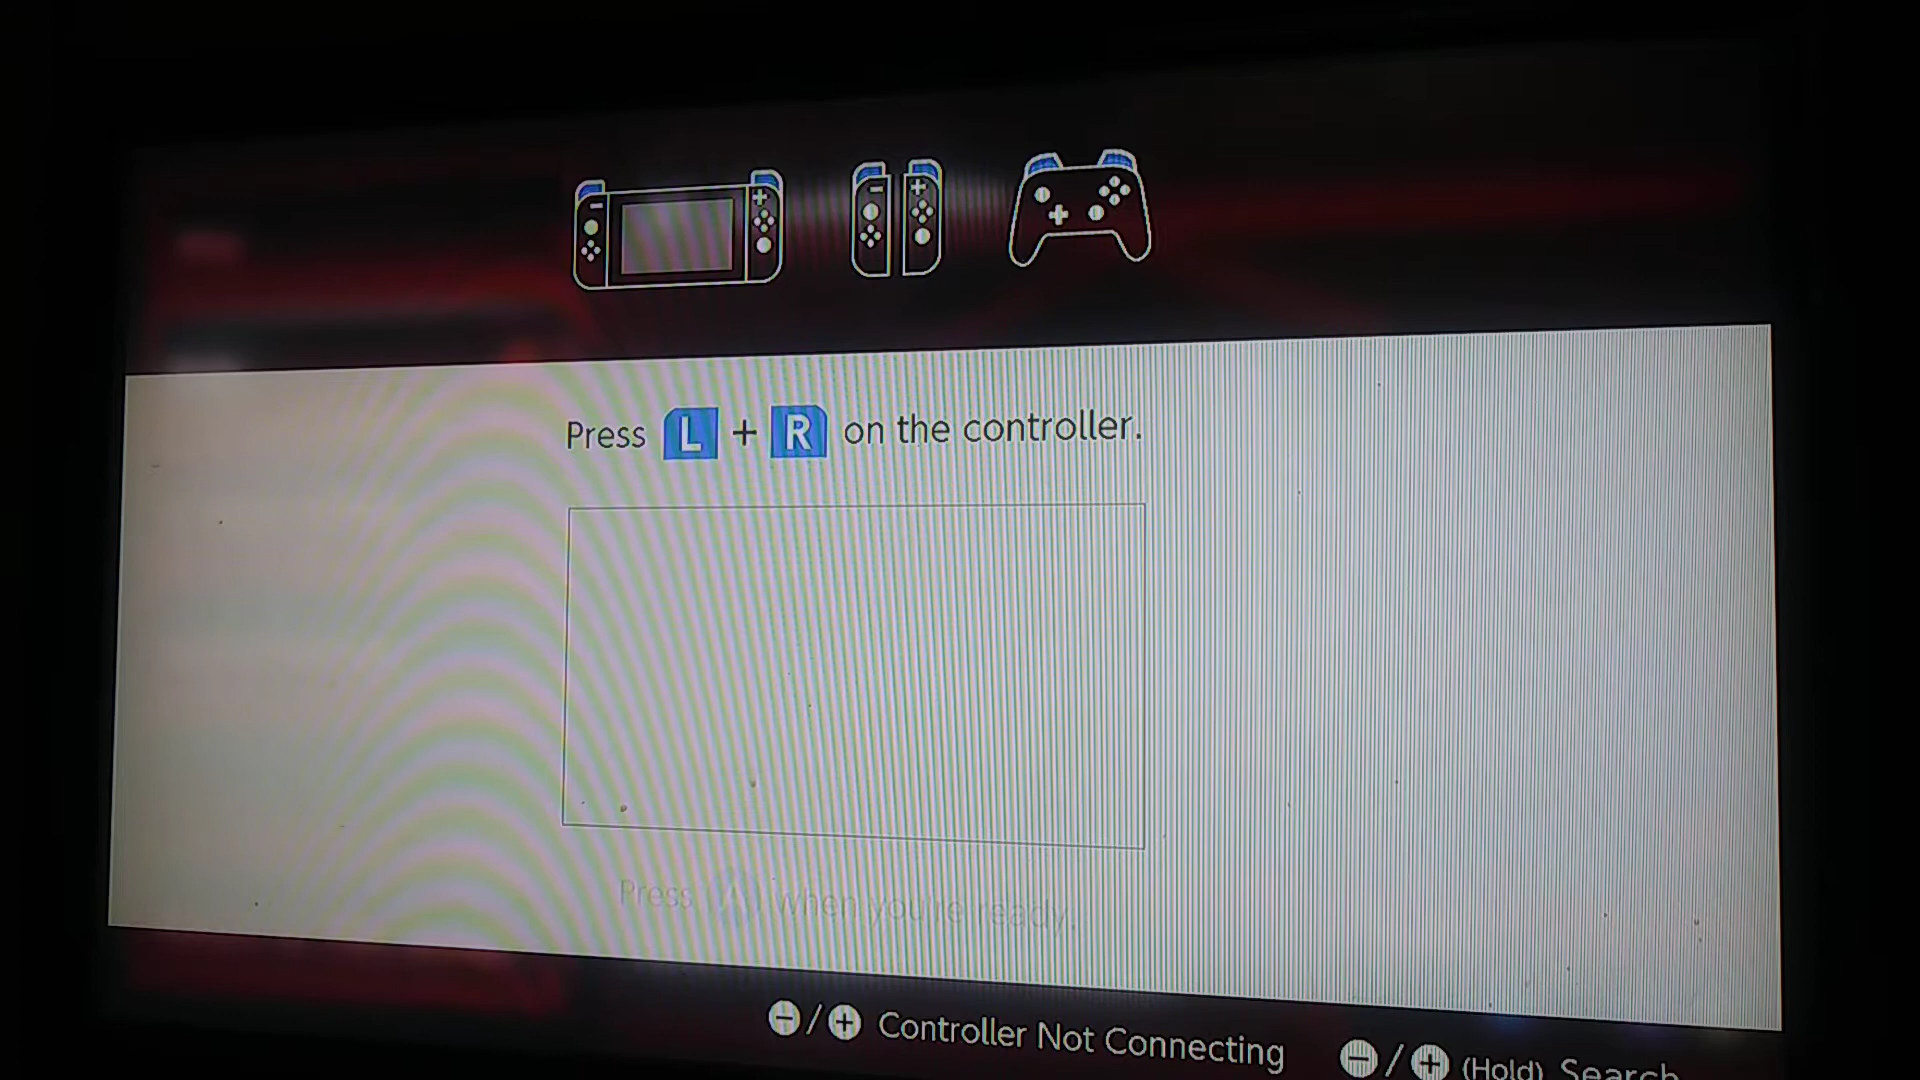 Press L + R on the controller.
Press A when you're ready.
-/+ Controller Not Connecting -/+ (Hold) Search